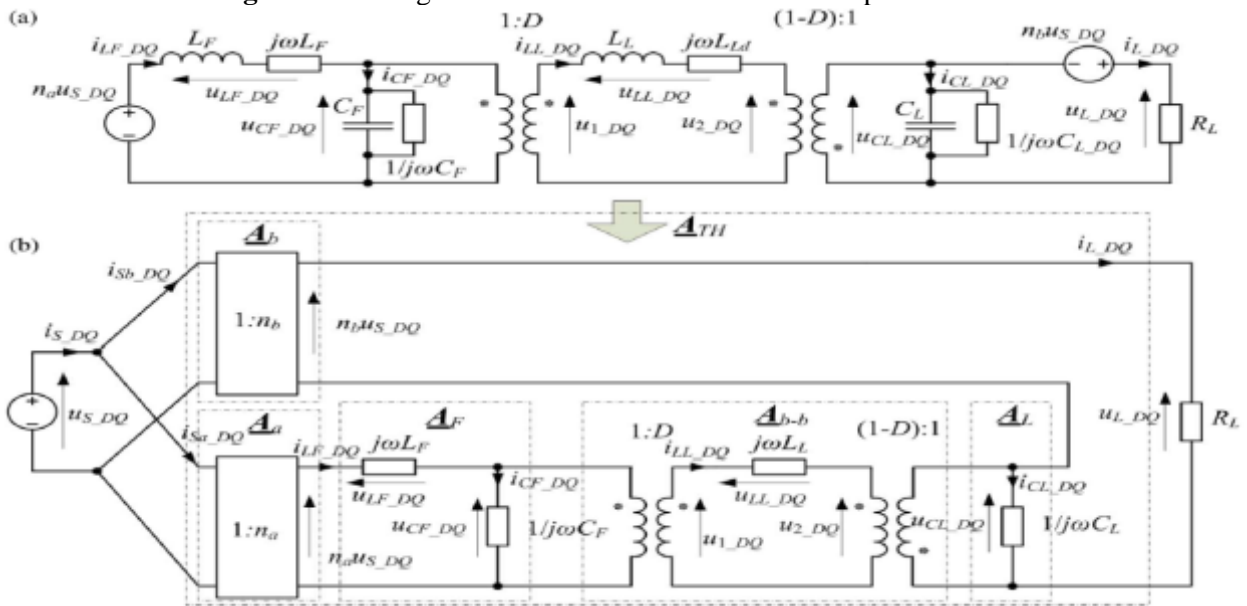 (a)
1:D
(1-D):1
i_LF_DQ
L_F
jωL_F
i_CF_DQ
i_LL_DQ
L_L
jωL_Ld
n_b u_S_DQ
i_L_DQ
i_CL_DQ
n_a u_S_DQ
u_LF_DQ
C_F
u_CF_DQ
1/jωC_F
u_LL_DQ
u_1_DQ
u_2_DQ
u_CL_DQ
C_L
1/jωC_L_DQ
u_L_DQ
R_L
(b)
A_b
A_TH
i_Sb_DQ
1:n_b
n_b u_S_DQ
i_L_DQ
i_S_DQ
u_S_DQ
i_Sa_DQ
A_a
A_F
A_b-b
A_L
i_LF_DQ
jωL_F
1:D
i_LL_DQ
jωL_L
(1-D):1
u_L_DQ
R_L
1:n_a
n_a u_S_DQ
u_LF_DQ
i_CF_DQ
u_CF_DQ
1/jωC_F
u_1_DQ
u_LL_DQ
u_2_DQ
u_CL_DQ
i_CL_DQ
1/jωC_L